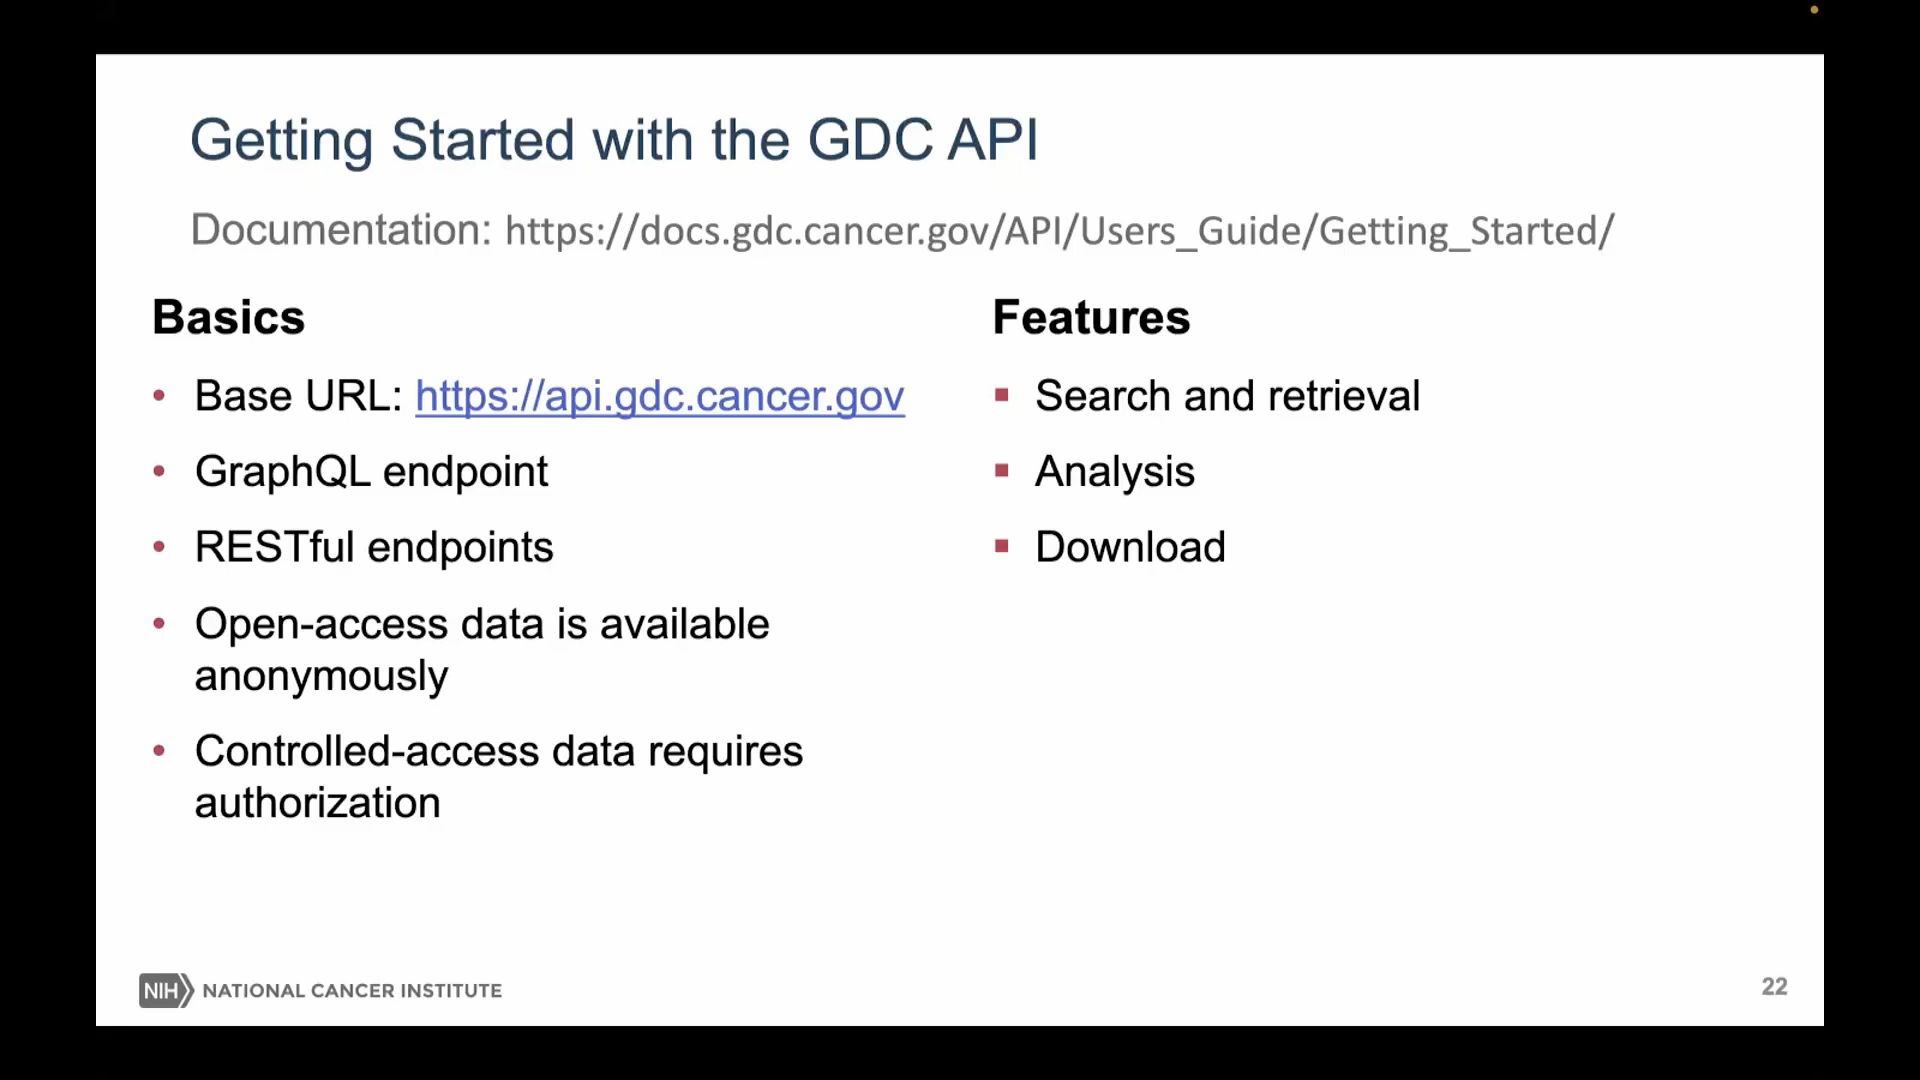 Getting Started with the GDC API
Documentation: https://docs.gdc.cancer.gov/API/Users_Guide/Getting_Started/
Basics
• Base URL: https://api.gdc.cancer.gov
• GraphQL endpoint
• RESTful endpoints
• Open-access data is available
anonymously
• Controlled-access data requires
authorization
Features
▪ Search and retrieval
▪ Analysis
▪ Download
NIH NATIONAL CANCER INSTITUTE
22